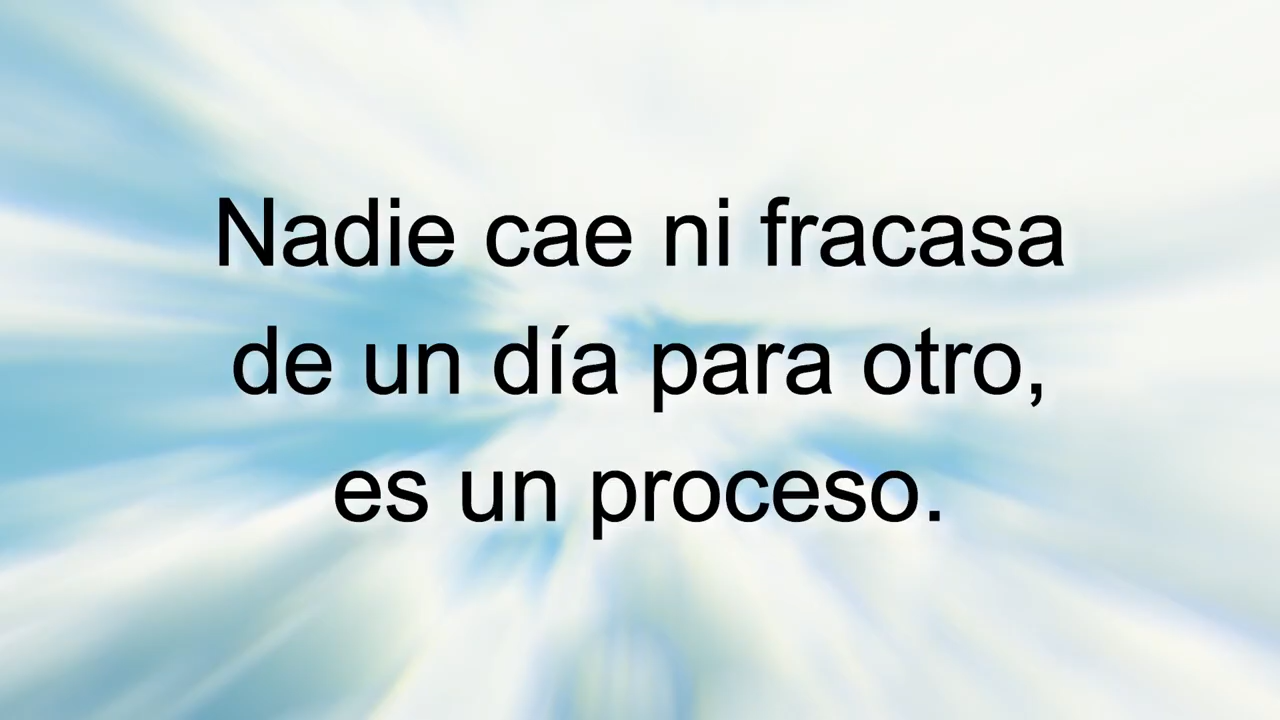 Nadie cae ni fracasa
de un día para otro,
es un proceso.